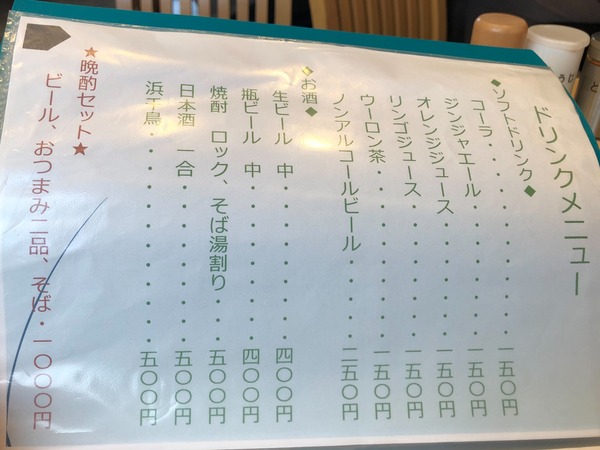 ドリンクメニュー
◆ソフトドリンク◆
コーラ・・・・・・・・・・・一五〇円
ジンジャエール・・・・・・・一五〇円
オレンジジュース・・・・・・一五〇円
リンゴジュース・・・・・・・一五〇円
ウーロン茶・・・・・・・・・一五〇円
ノンアルコールビール・・・・二五〇円
◆お酒◆
生ビール 中・・・・・・・・四〇〇円
瓶ビール 中・・・・・・・・四〇〇円
焼酎 ロック、そば湯割り・・五〇〇円
日本酒 一合・・・・・・・・五〇〇円
浜千鳥・・・・・・・・・・・五〇〇円
★晩酌セット★
ビール、おつまみ二品、そば・一〇〇〇円